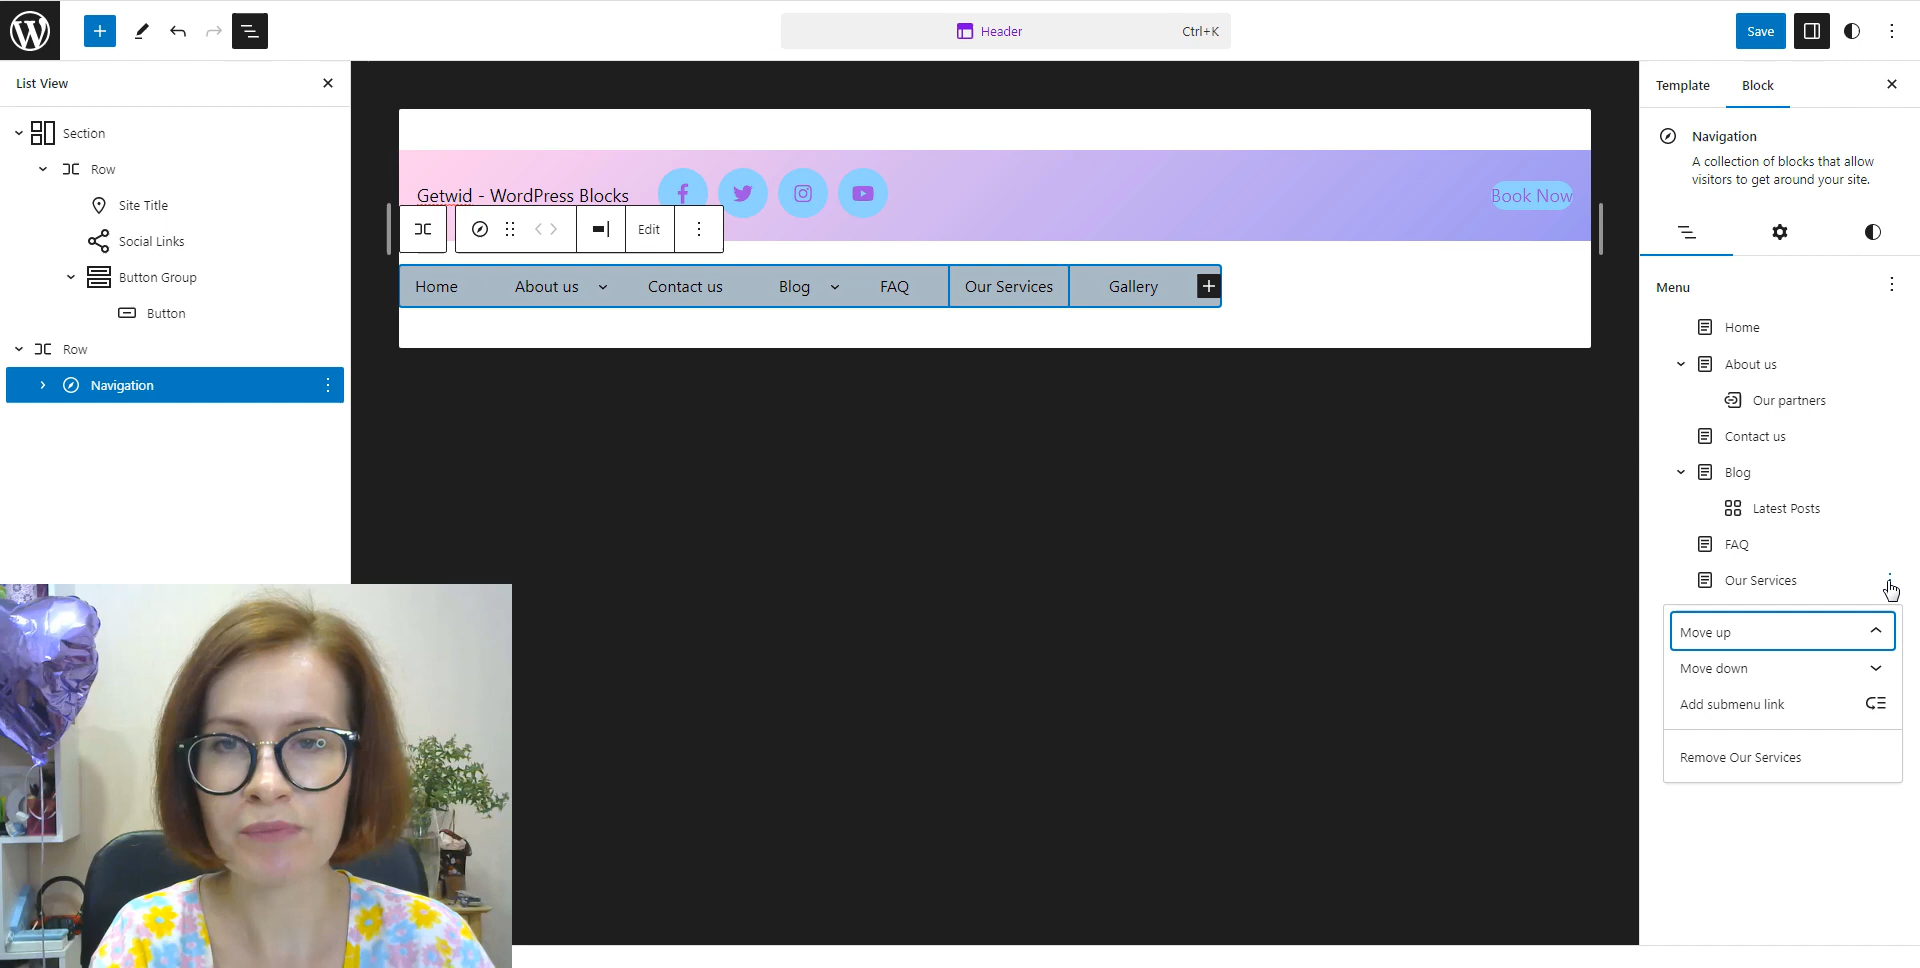 Header
Ctrl+K
Save
List View
Section
Row
Site Title
Social Links
Button Group
Button
Row
Navigation
Getwid - WordPress Blocks
Book Now
Edit
Home
About us
Contact us
Blog
FAQ
Our Services
Gallery
Template
Block
Navigation
A collection of blocks that allow
visitors to get around your site.
Menu
Home
About us
Our partners
Contact us
Blog
Latest Posts
FAQ
Our Services
Move up
Move down
Add submenu link
Remove Our Services